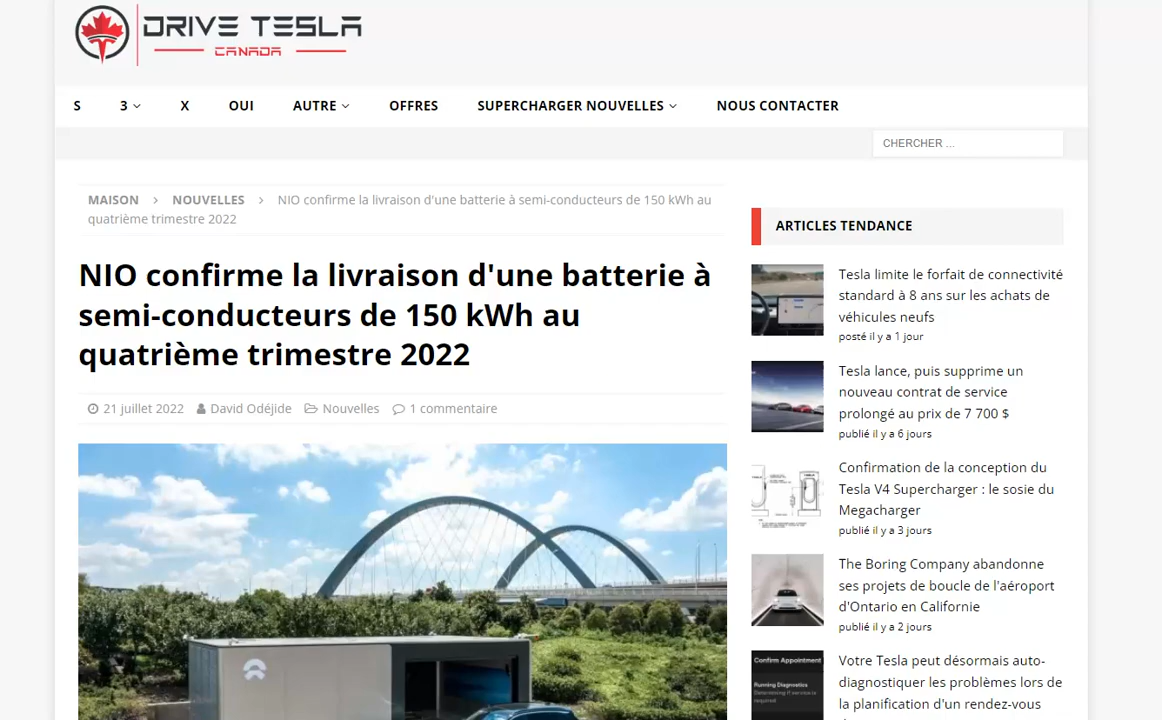 DRIVE TESLA
CANADA
S 3 X OUI AUTRE OFFRES SUPERCHARGER NOUVELLES NOUS CONTACTER
CHERCHER ...
MAISON > NOUVELLES > NIO confirme la livraison d'une batterie à semi-conducteurs de 150 kWh au
quatrième trimestre 2022
NIO confirme la livraison d'une batterie à
semi-conducteurs de 150 kWh au
quatrième trimestre 2022
21 juillet 2022 David Odéjide Nouvelles 1 commentaire
ARTICLES TENDANCE
Tesla limite le forfait de connectivité
standard à 8 ans sur les achats de
véhicules neufs
posté il y a 1 jour
Tesla lance, puis supprime un
nouveau contrat de service
prolongé au prix de 7 700 $
publié il y a 6 jours
Confirmation de la conception du
Tesla V4 Supercharger : le sosie du
Megacharger
publié il y a 3 jours
The Boring Company abandonne
ses projets de boucle de l'aéroport
d'Ontario en Californie
publié il y a 2 jours
Confirm Appointment
Running Diagnostics
Determining if service is
required
Votre Tesla peut désormais auto-
diagnostiquer les problèmes lors de
la planification d'un rendez-vous